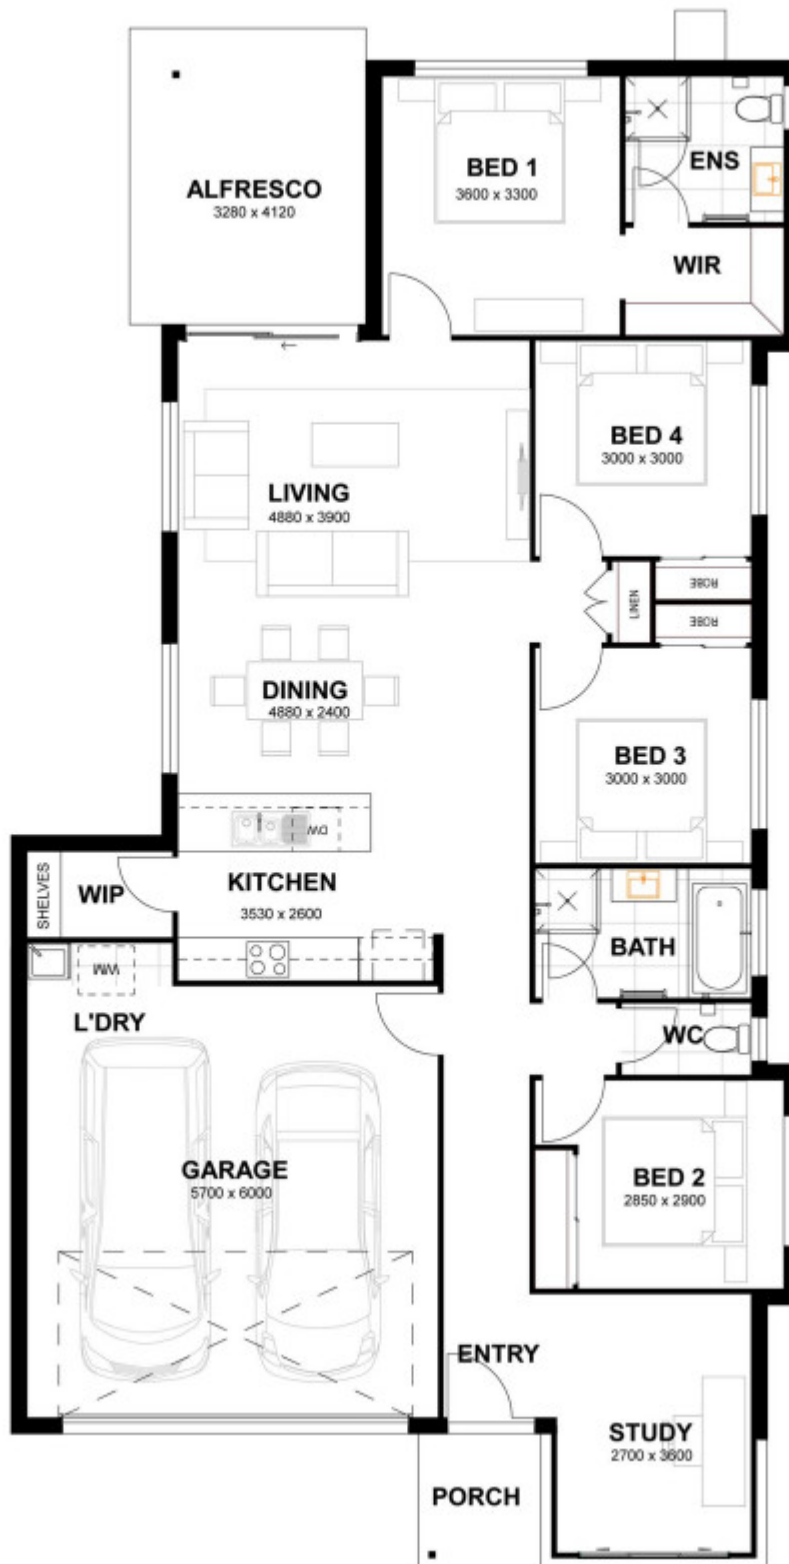 ALFRESCO
3280 x 4120
BED 1
3600 x 3300
ENS
WIR
BED 4
3000 x 3000
LIVING
4880 x 3900
ROBE
LINEN
ROBE
DINING
4880 x 2400
BED 3
3000 x 3000
DW
SHELVES
WIP
KITCHEN
3530 x 2600
BATH
WM
L'DRY
WC
GARAGE
5700 x 6000
BED 2
2850 x 2900
ENTRY
STUDY
2700 x 3600
PORCH